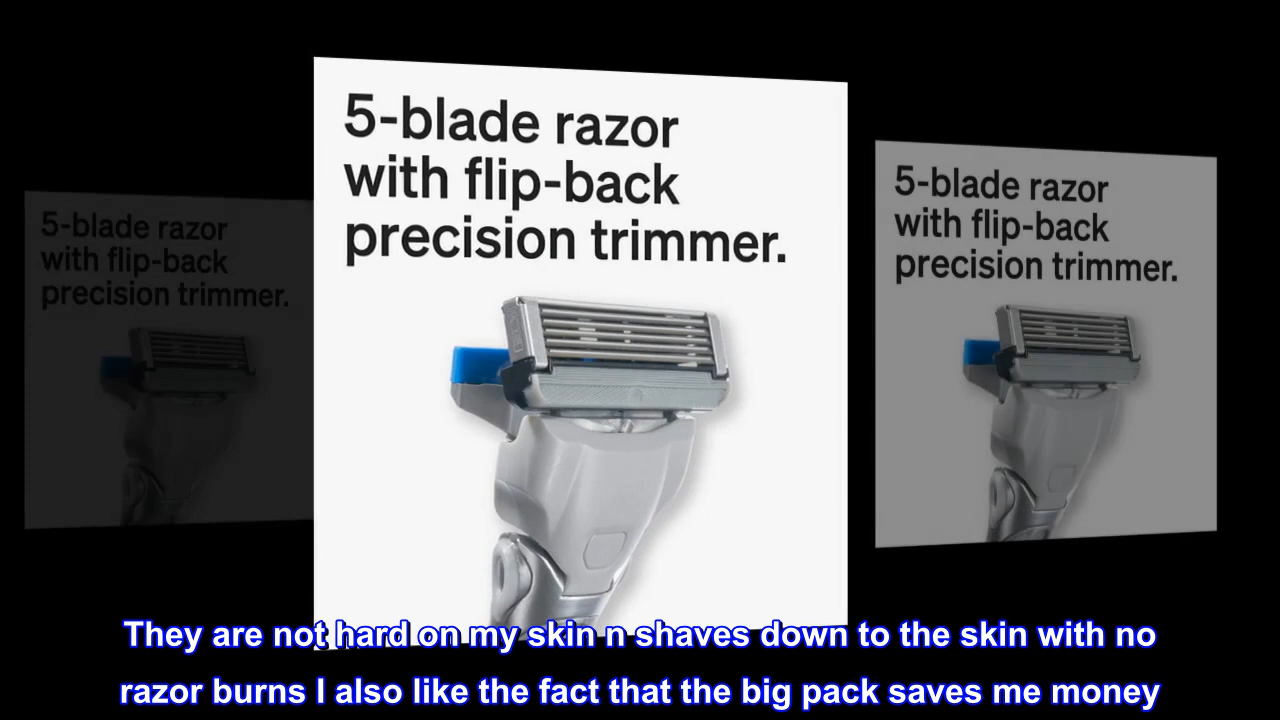 5-blade razor
with flip-back
precision trimmer.
5-blade razor
with flip-back
precision trimmer.
5-blade razor
with flip-back
precision trimmer.
They are not hard on my skin n shaves down to the skin with no
razor burns I also like the fact that the big pack saves me money